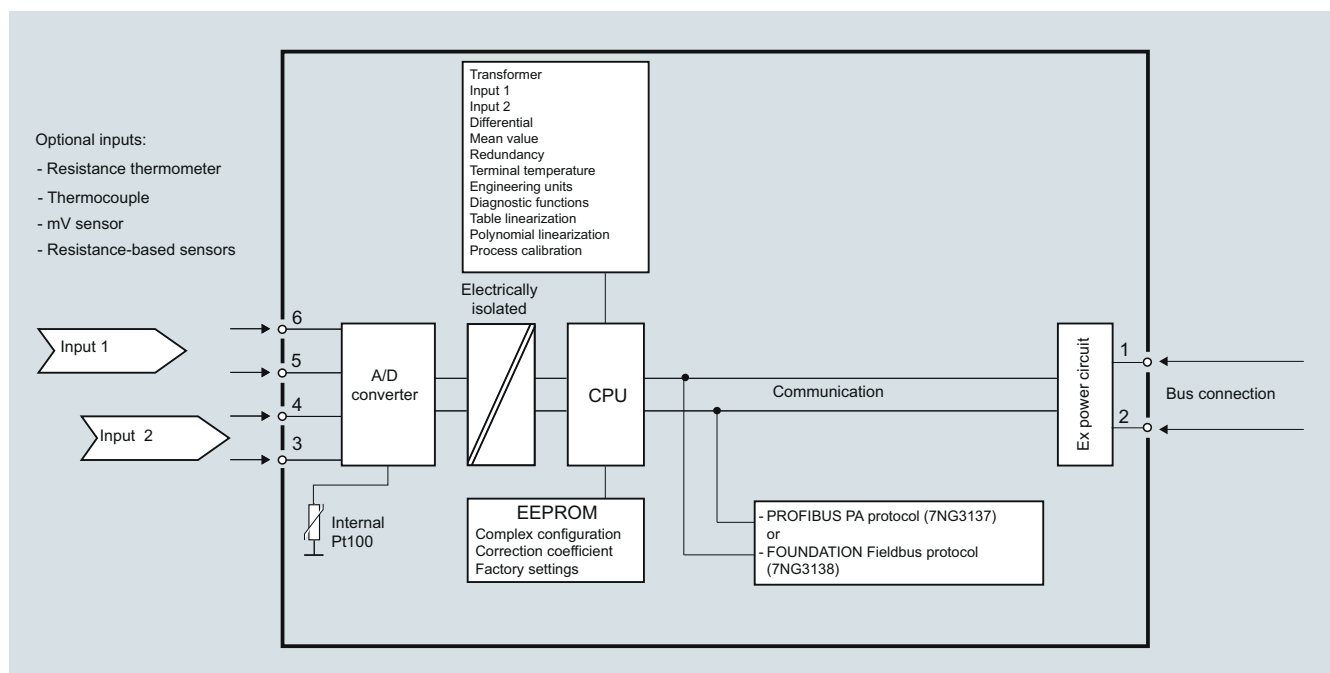 Transformer
Input 1
Input 2
Differential
Mean value
Redundancy
Terminal temperature
Engineering units
Diagnostic functions
Table linearization
Polynomial linearization
Process calibration
Optional inputs:
- Resistance thermometer
- Thermocouple
- mV sensor
- Resistance-based sensors
Electrically
isolated
Input 1
Input 2
6
5
4
3
A/D
converter
CPU
Communication
Ex power circuit
1
2
Bus connection
Internal
Pt100
EEPROM
Complex configuration
Correction coefficient
Factory settings
- PROFIBUS PA protocol (7NG3137)
or
- FOUNDATION Fieldbus protocol
(7NG3138)